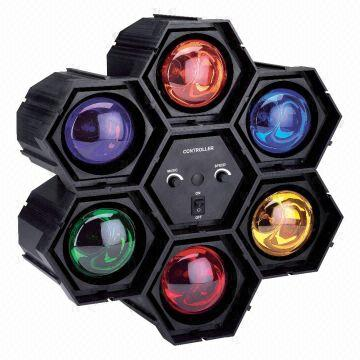 CONTROLLER
MUSIC SPEED
ON
OFF